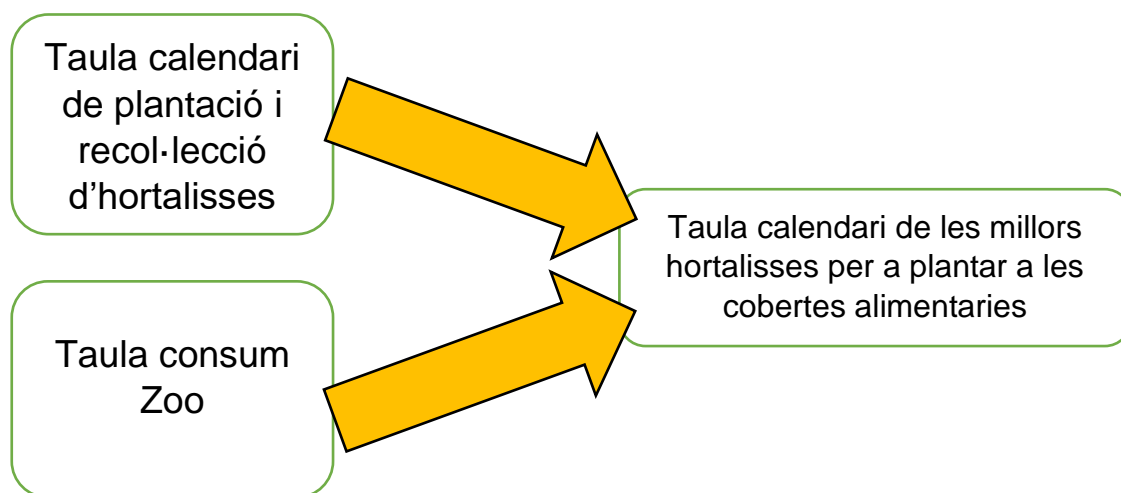 Taula calendari
de plantació i
recol·lecció
d’hortalisses
Taula consum
Zoo
Taula calendari de les millors
hortalisses per a plantar a les
cobertes alimentaries